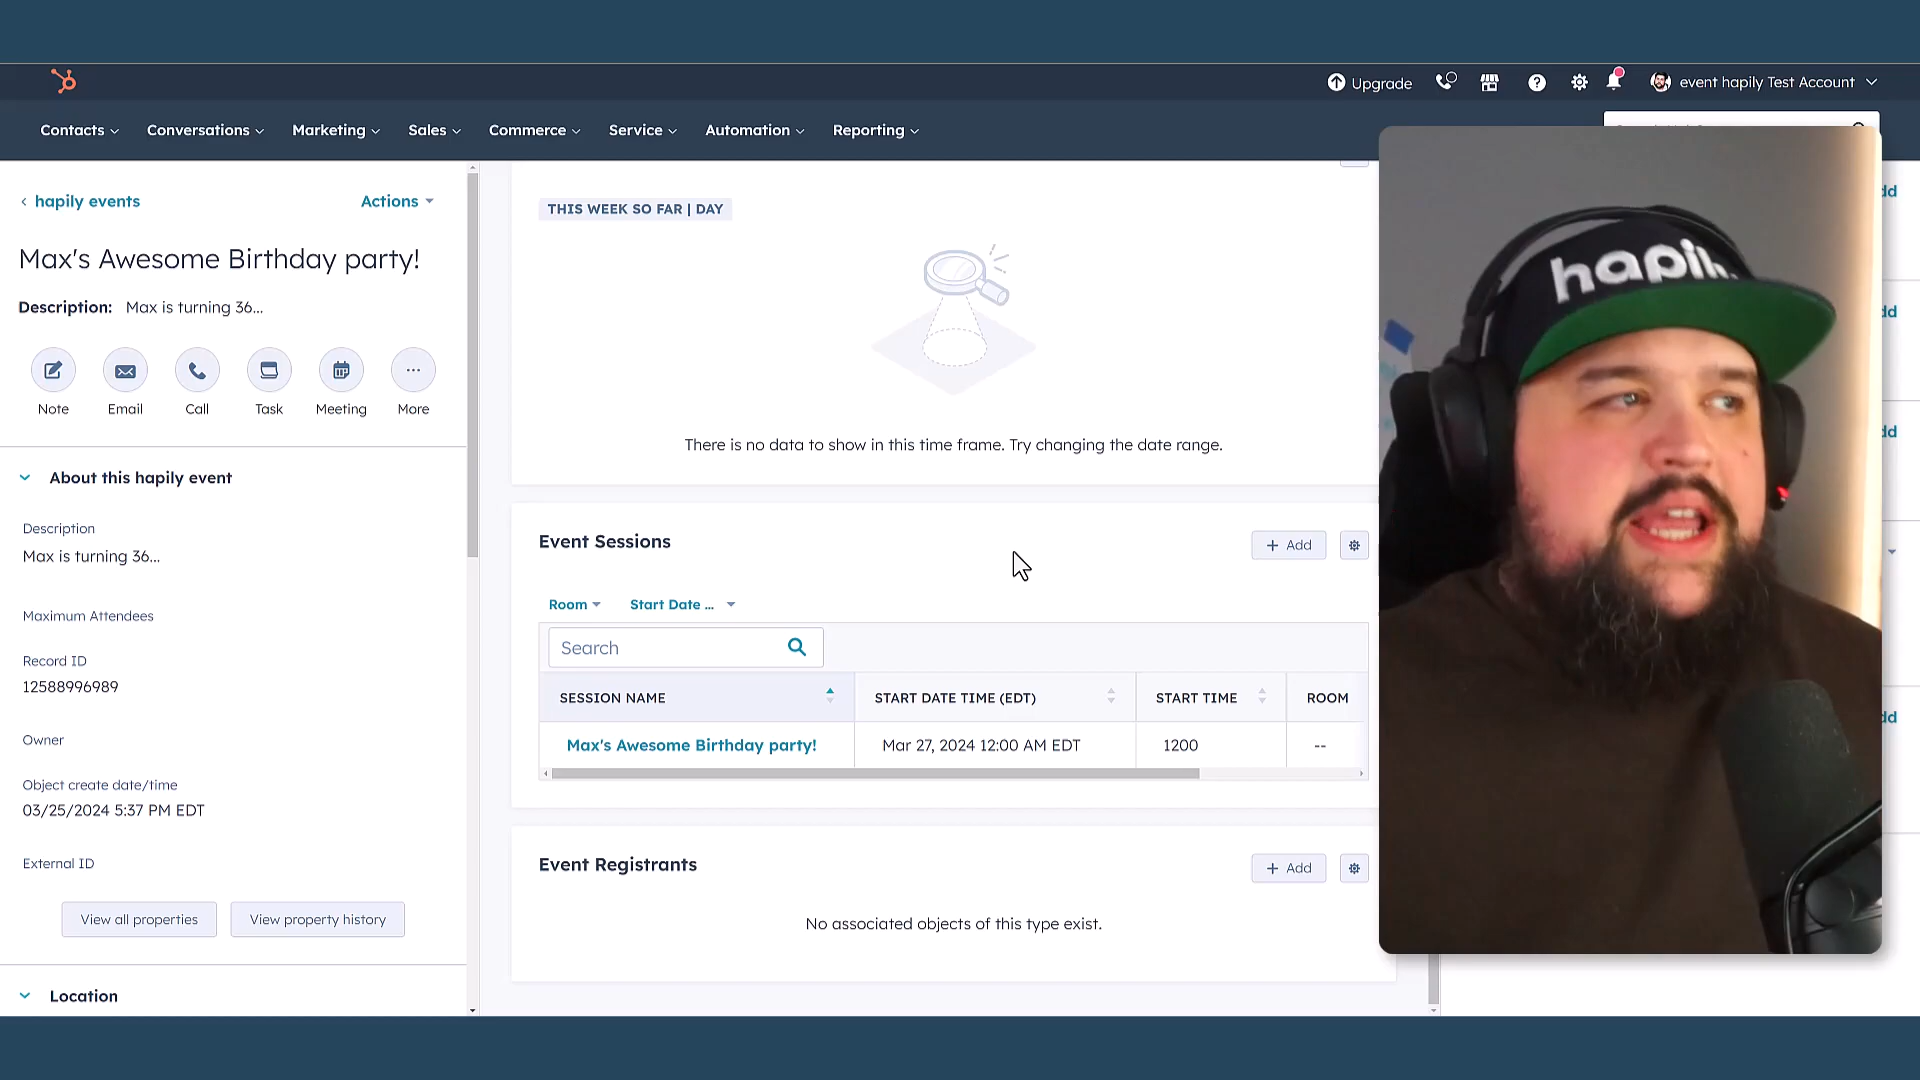 Upgrade
event hapily Test Account
Contacts
Conversations
Marketing
Sales
Commerce
Service
Automation
Reporting
hapily events
Actions
Max's Awesome Birthday party!
Description: Max is turning 36...
Note
Email
Call
Task
Meeting
More
About this hapily event
Description
Max is turning 36...
Maximum Attendees
Record ID
12588996989
Owner
Object create date/time
03/25/2024 5:37 PM EDT
External ID
View all properties
View property history
Location
THIS WEEK SO FAR | DAY
There is no data to show in this time frame. Try changing the date range.
Event Sessions
+ Add
Room
Start Date ...
Search
SESSION NAME
START DATE TIME (EDT)
START TIME
ROOM
Max's Awesome Birthday party!
Mar 27, 2024 12:00 AM EDT
1200
--
Event Registrants
+ Add
No associated objects of this type exist.
hapily